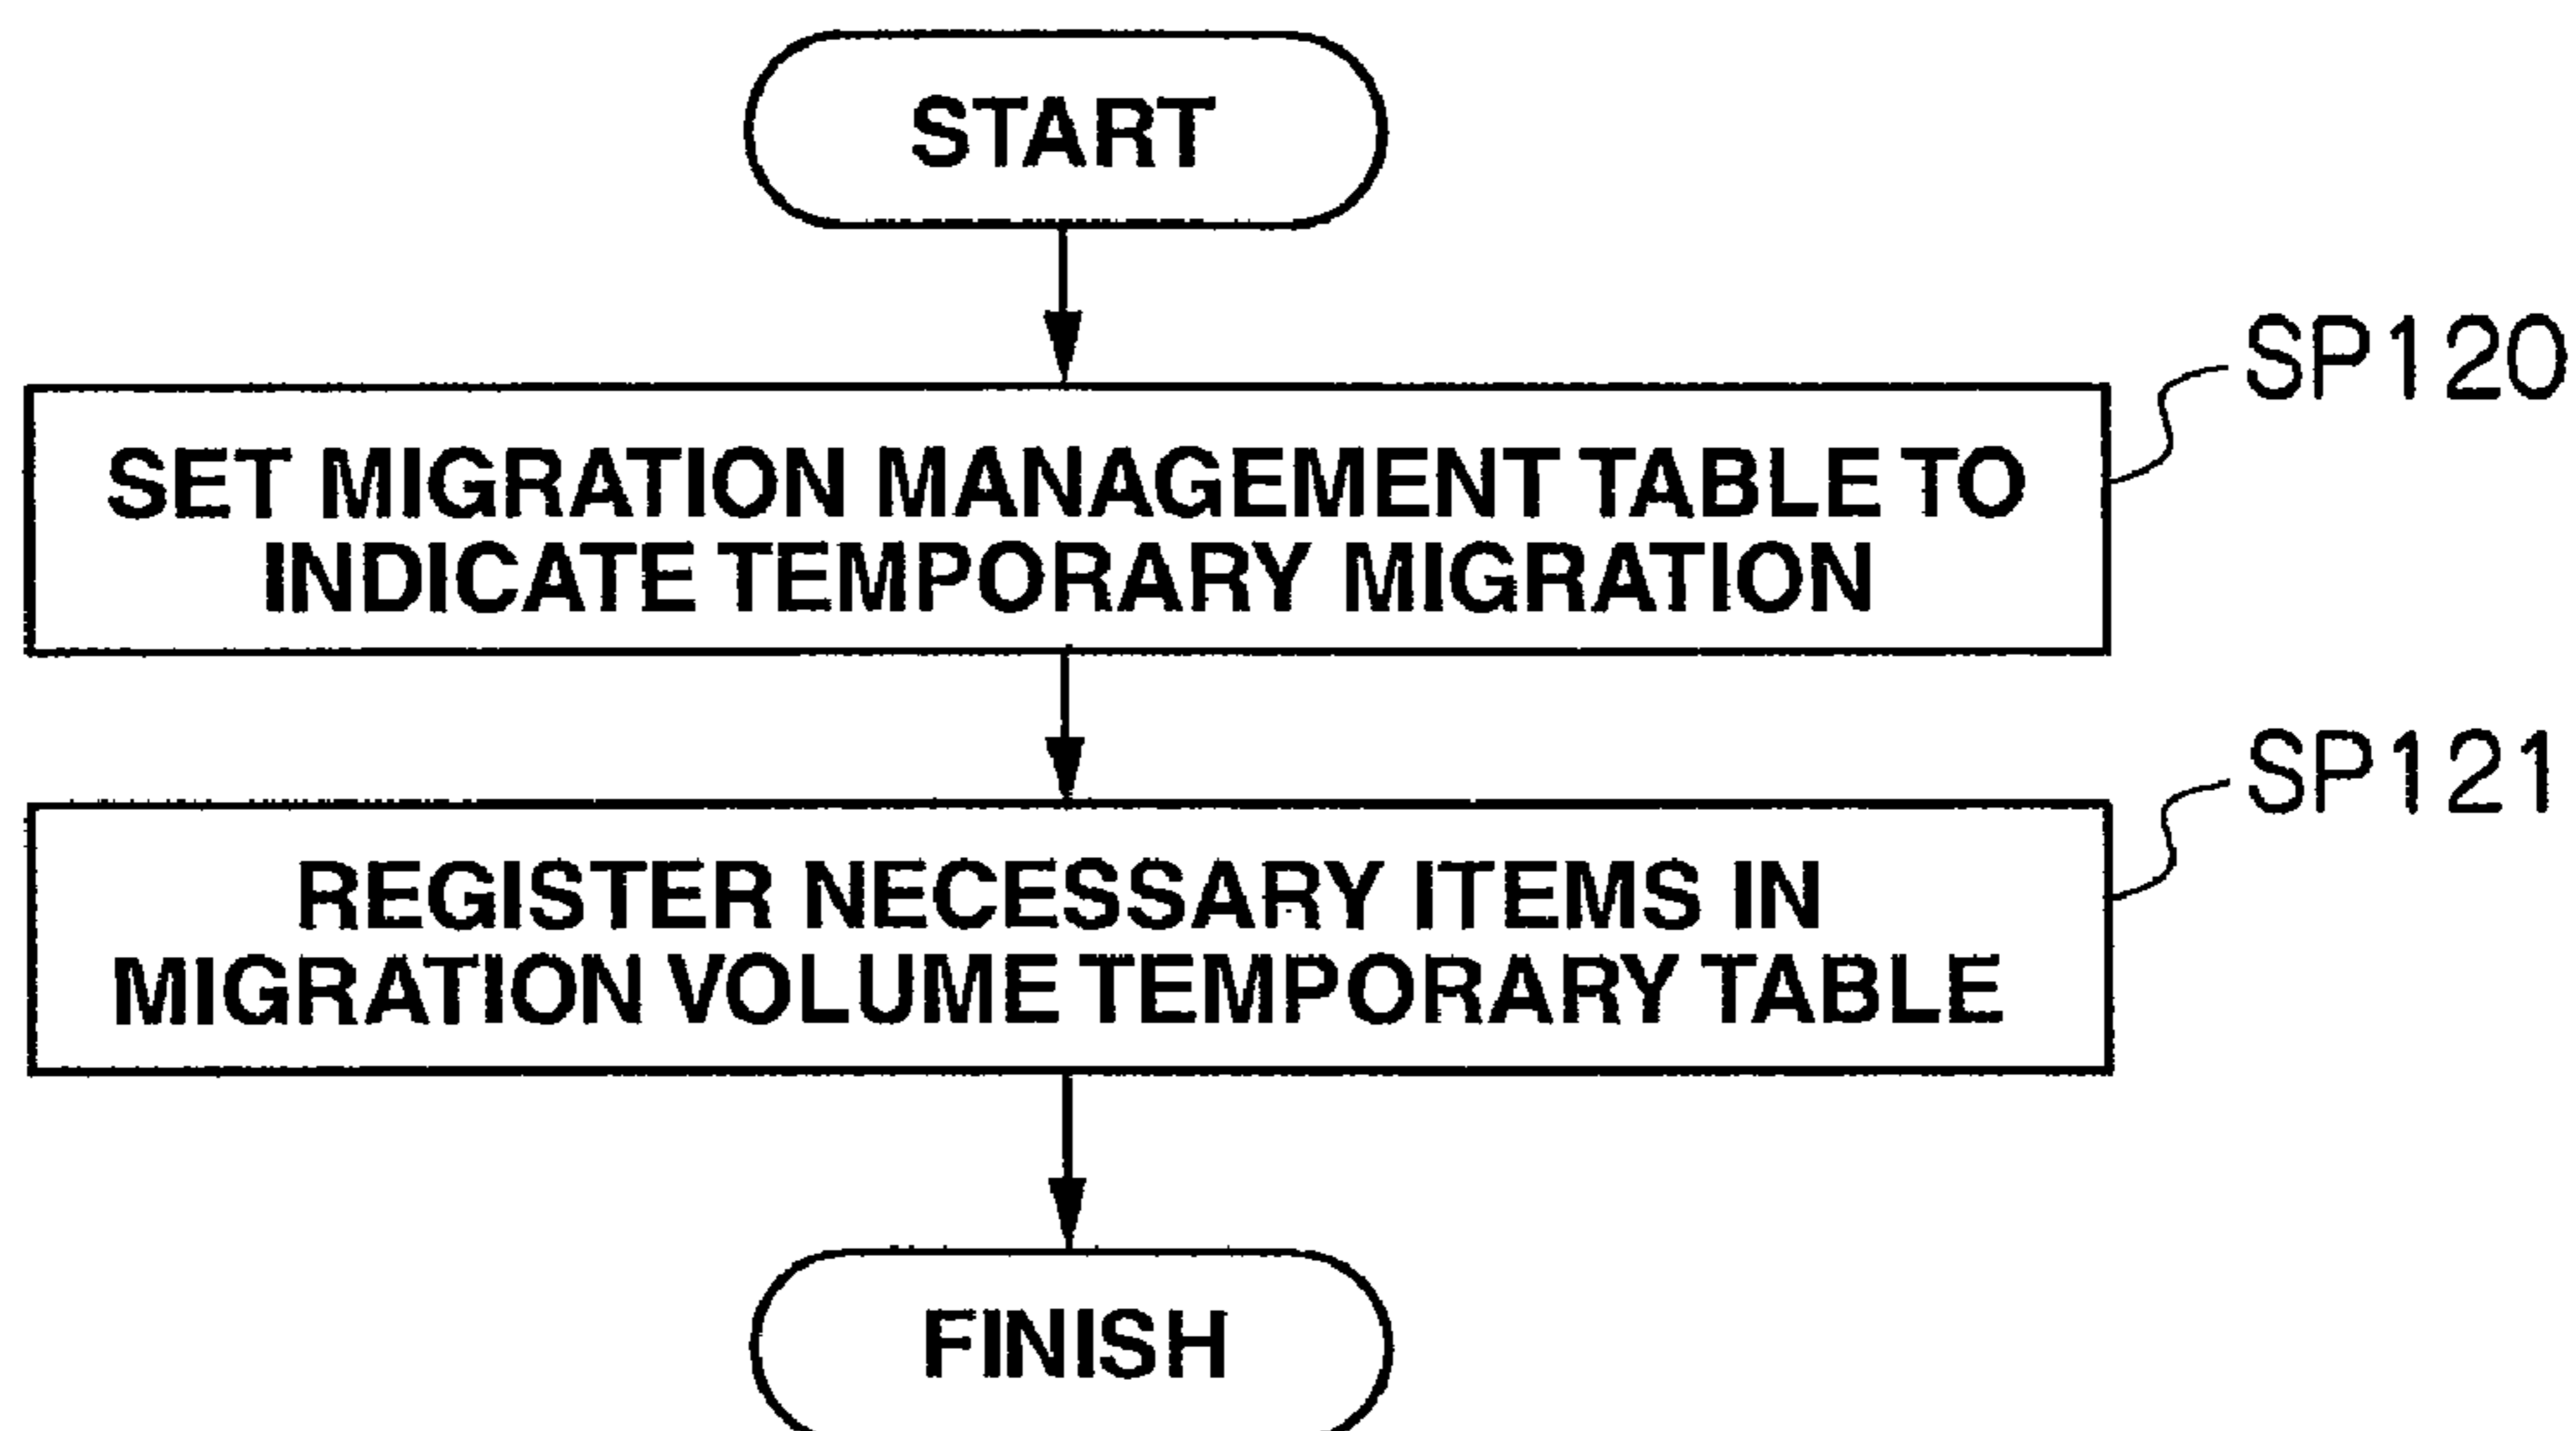 START
SP120
SET MIGRATION MANAGEMENT TABLE TO
INDICATE TEMPORARY MIGRATION
SP121
REGISTER NECESSARY ITEMS IN
MIGRATION VOLUME TEMPORARY TABLE
FINISH